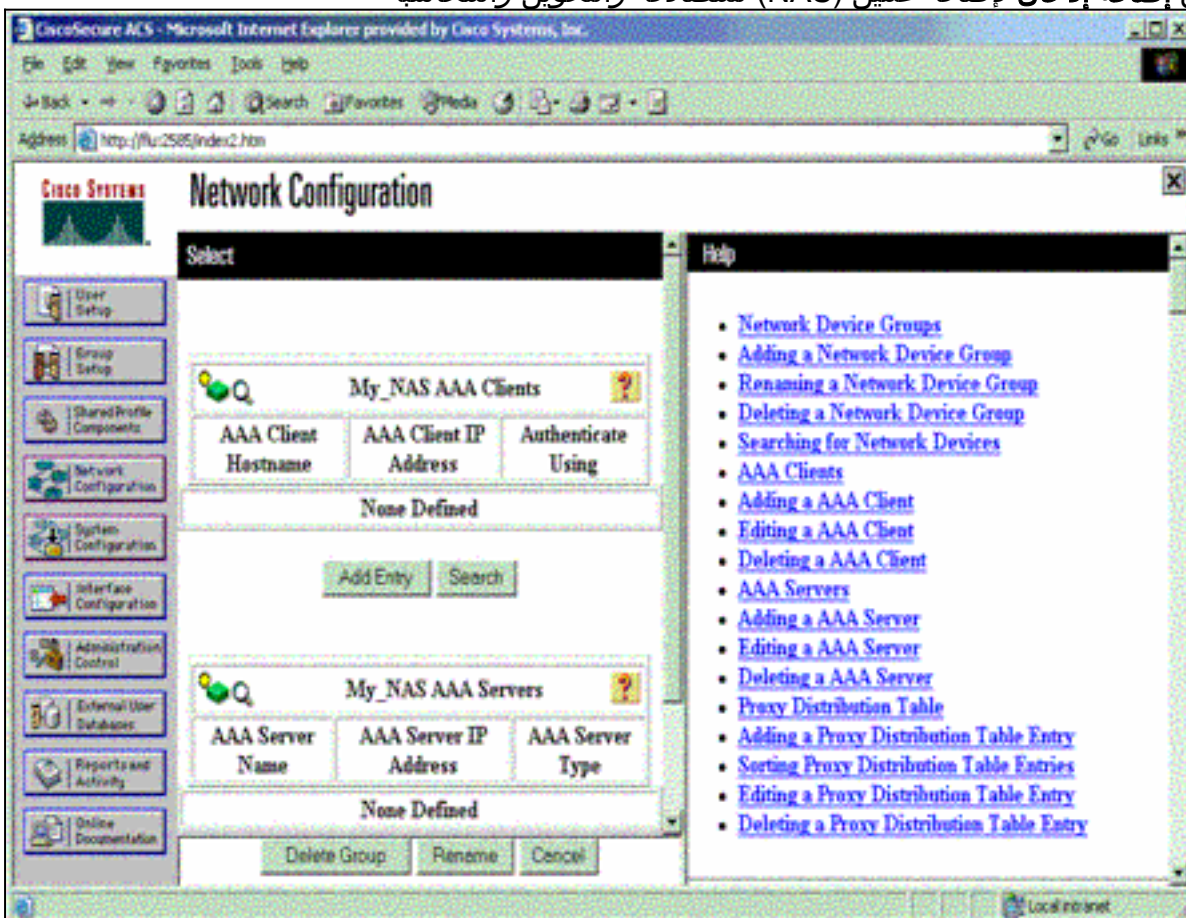 (NAS)
CiscoSecure ACS - Microsoft Internet Explorer provided by Cisco Systems, Inc.
File Edit View Favorites Tools Help
Back Search Favorites Media
Address http://flu:2585/index2.htm Go Links »
CISCO SYSTEMS
Network Configuration
Select
User Setup
Group Setup
Shared Profile Components
Network Configuration
System Configuration
Interface Configuration
Administration Control
External User Databases
Reports and Activity
Online Documentation
My_NAS AAA Clients
AAA Client Hostname
AAA Client IP Address
Authenticate Using
None Defined
Add Entry
Search
My_NAS AAA Servers
AAA Server Name
AAA Server IP Address
AAA Server Type
None Defined
Delete Group
Rename
Cancel
Help
Network Device Groups
Adding a Network Device Group
Renaming a Network Device Group
Deleting a Network Device Group
Searching for Network Devices
AAA Clients
Adding a AAA Client
Editing a AAA Client
Deleting a AAA Client
AAA Servers
Adding a AAA Server
Editing a AAA Server
Deleting a AAA Server
Proxy Distribution Table
Adding a Proxy Distribution Table Entry
Sorting Proxy Distribution Table Entries
Editing a Proxy Distribution Table Entry
Deleting a Proxy Distribution Table Entry
Local intranet